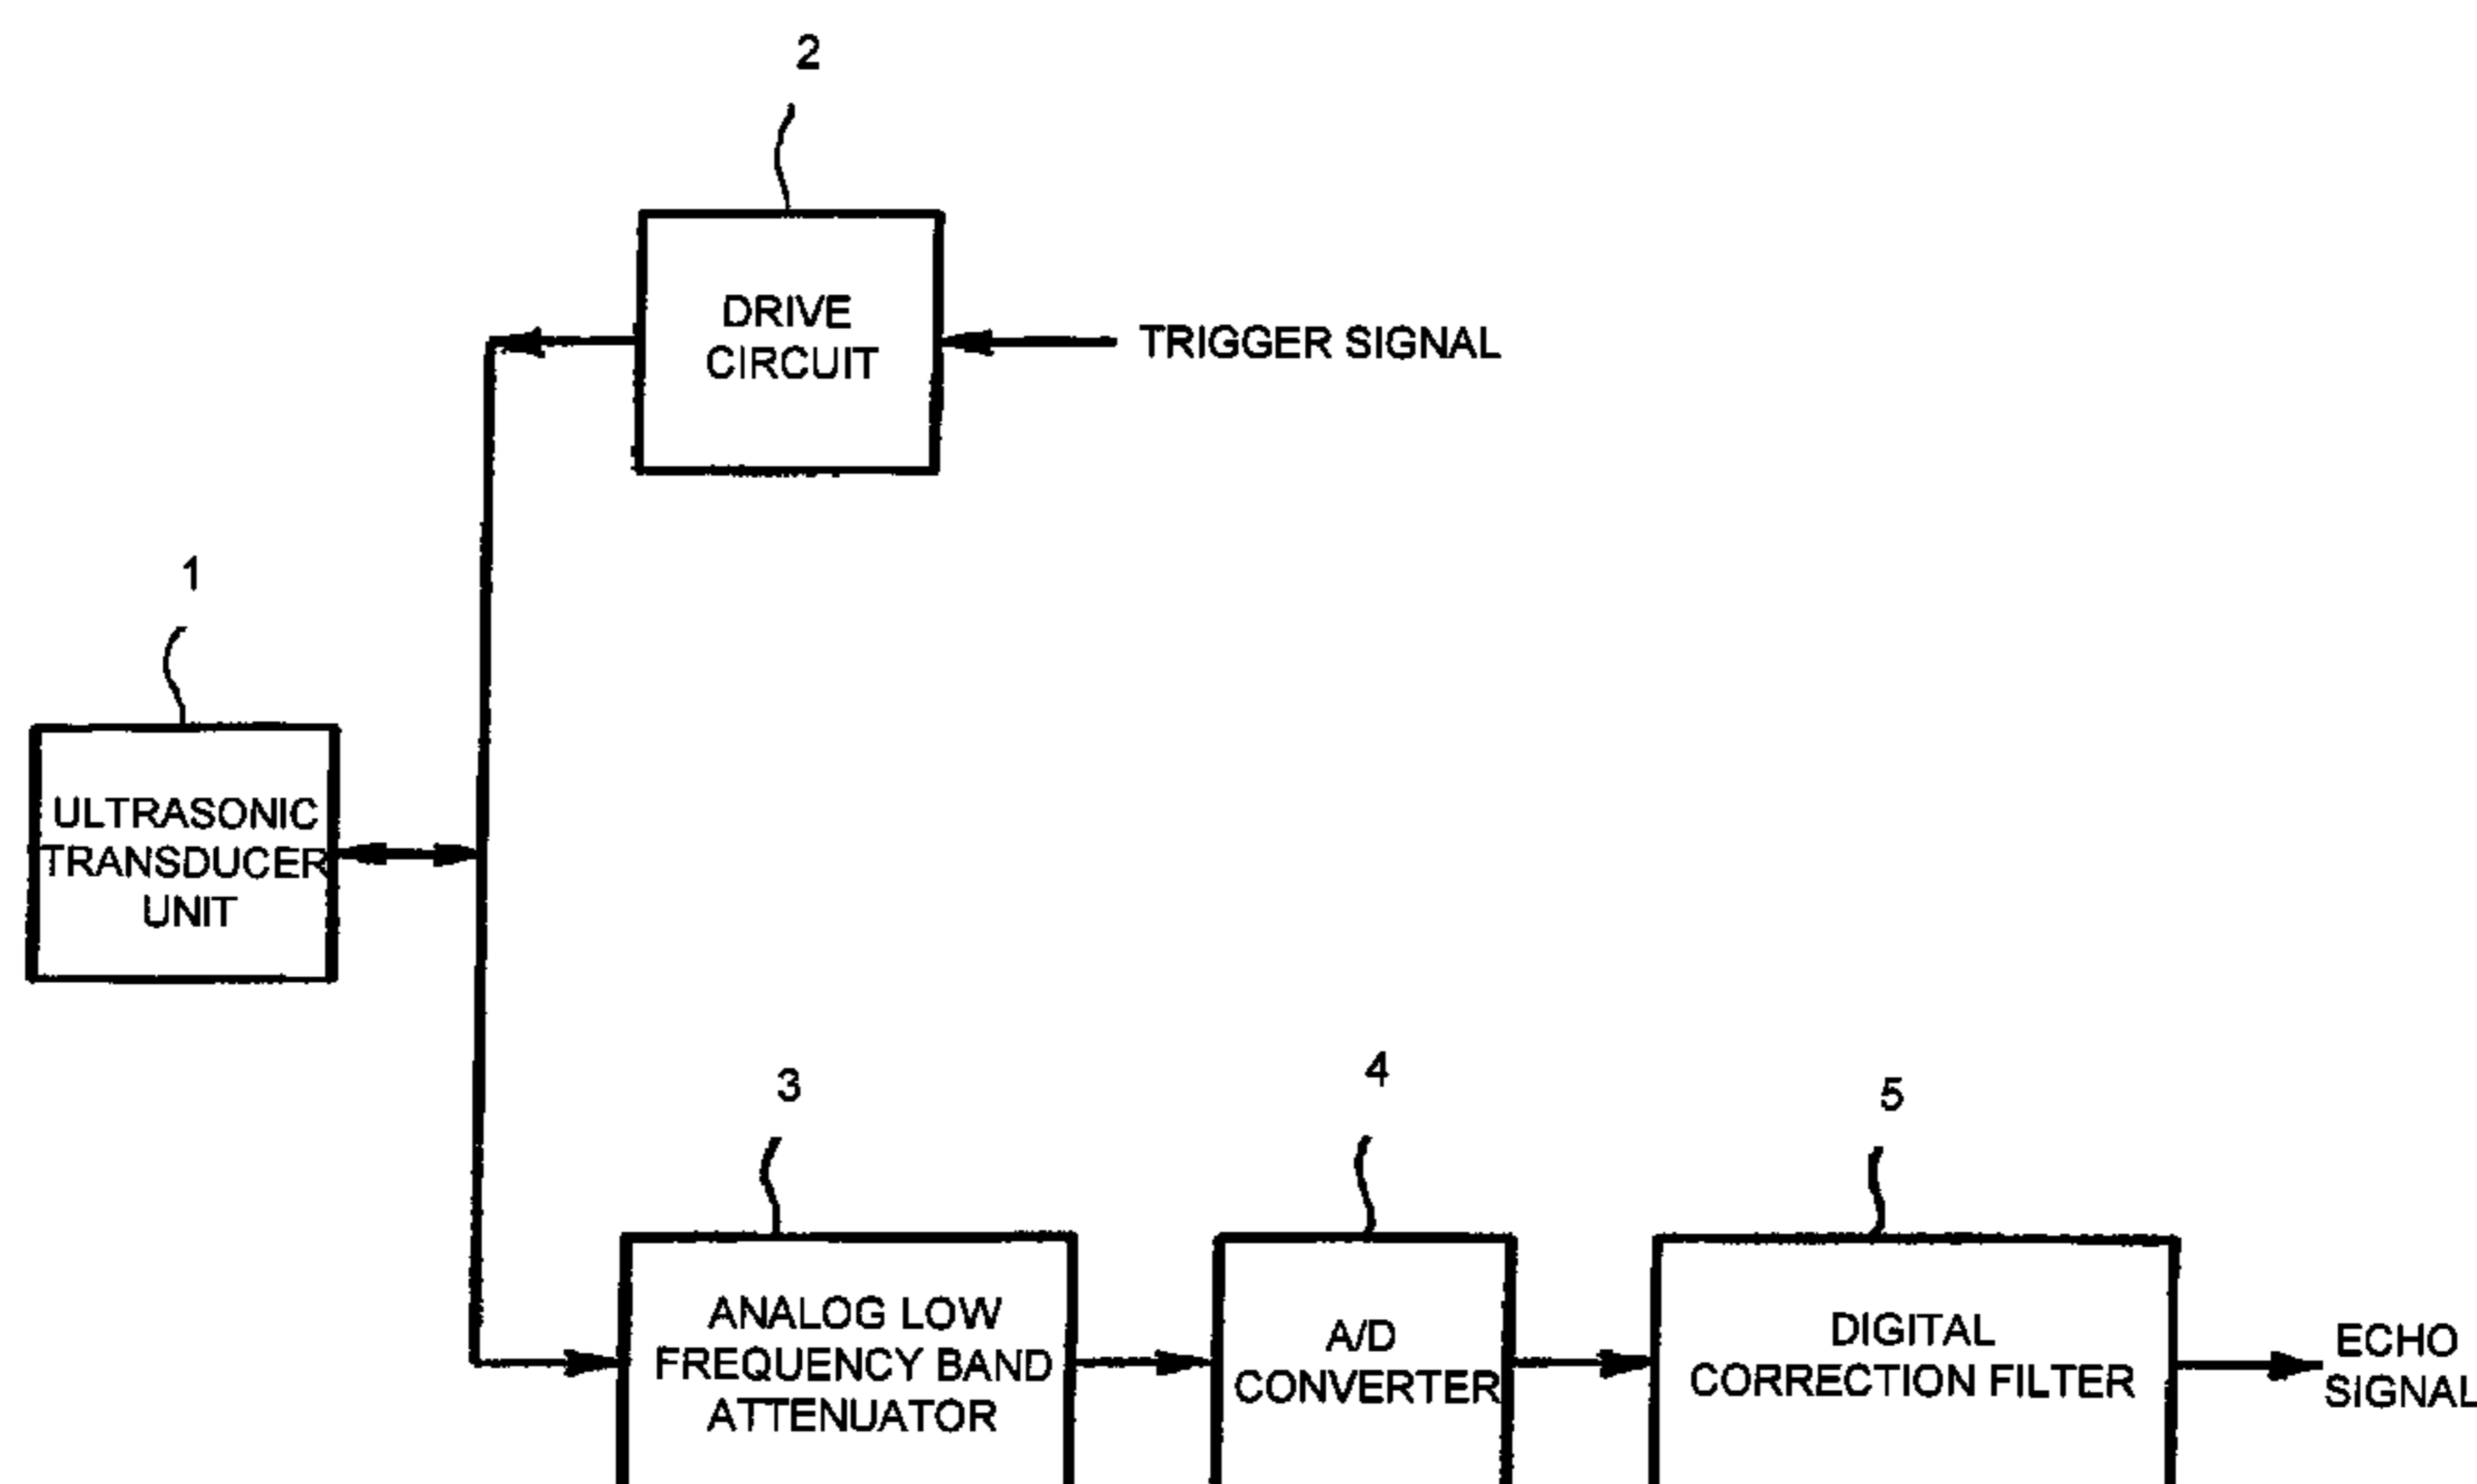 2
DRIVE
CIRCUIT
TRIGGER SIGNAL
1
ULTRASONIC
TRANSDUCER
UNIT
3
ANALOG LOW
FREQUENCY BAND
ATTENUATOR
4
A/D
CONVERTER
5
DIGITAL
CORRECTION FILTER
ECHO
SIGNAL